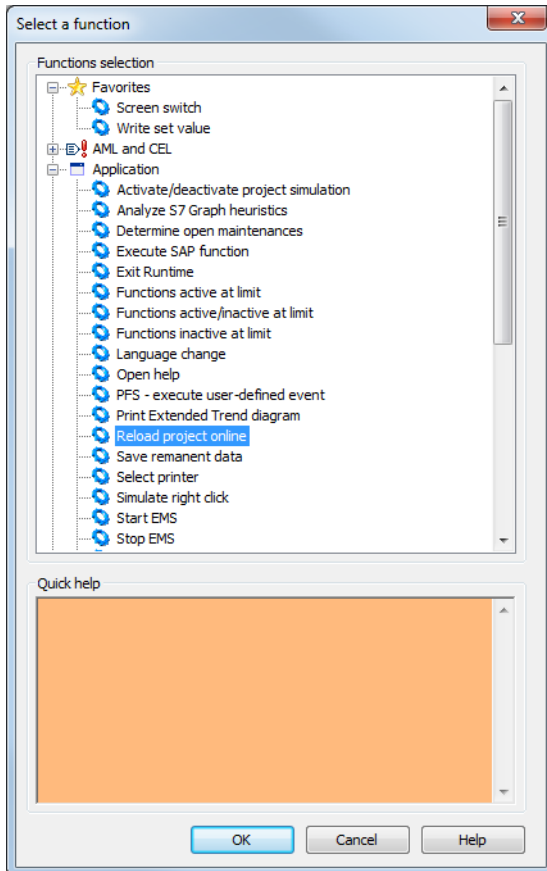 Select a function
Functions selection
Favorites
Screen switch
Write set value
AML and CEL
Application
Activate/deactivate project simulation
Analyze S7 Graph heuristics
Determine open maintenances
Execute SAP function
Exit Runtime
Functions active at limit
Functions active/inactive at limit
Functions inactive at limit
Language change
Open help
PFS - execute user-defined event
Print Extended Trend diagram
Reload project online
Save remanent data
Select printer
Simulate right click
Start EMS
Stop EMS
Quick help
OK Cancel Help